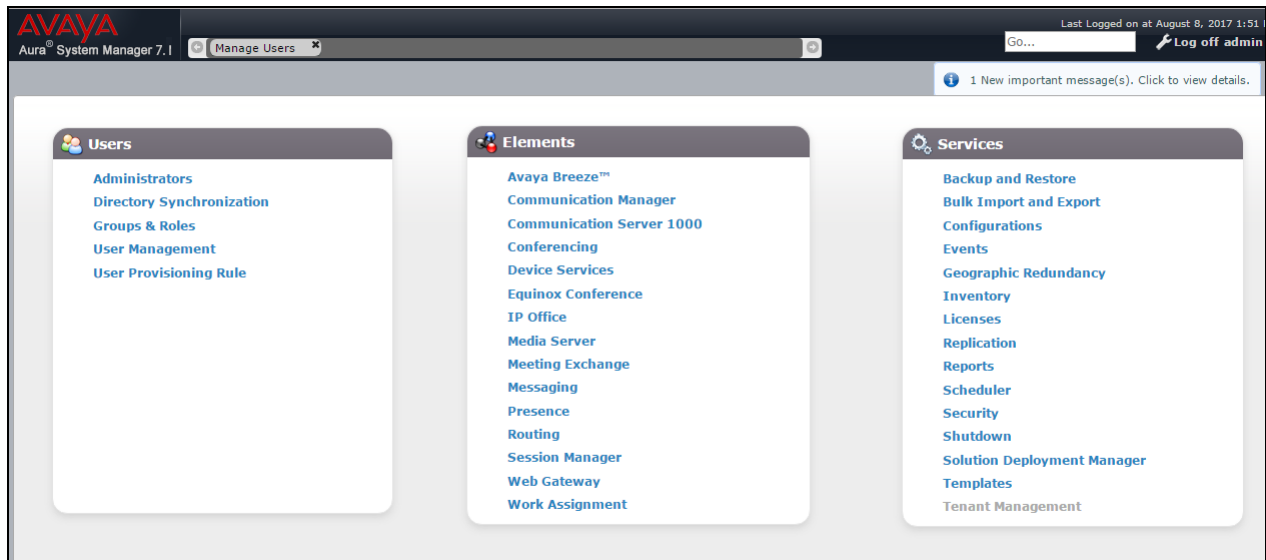 AVAYA
Last Logged on at August 8, 2017 1:51
Aura® System Manager 7.1
Manage Users
Go...
Log off admin
1 New important message(s). Click to view details.
Users
Administrators
Directory Synchronization
Groups & Roles
User Management
User Provisioning Rule
Elements
Avaya Breeze™
Communication Manager
Communication Server 1000
Conferencing
Device Services
Equinox Conference
IP Office
Media Server
Meeting Exchange
Messaging
Presence
Routing
Session Manager
Web Gateway
Work Assignment
Services
Backup and Restore
Bulk Import and Export
Configurations
Events
Geographic Redundancy
Inventory
Licenses
Replication
Reports
Scheduler
Security
Shutdown
Solution Deployment Manager
Templates
Tenant Management